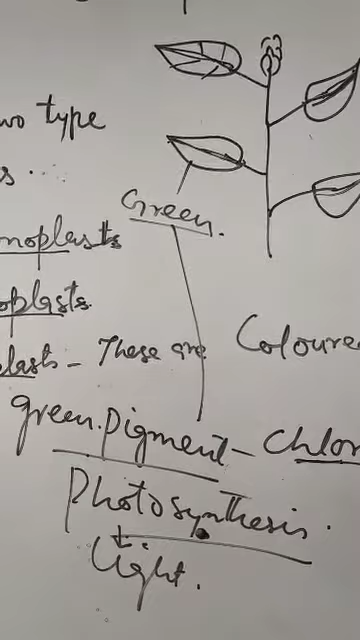 wo type
s..
Green.
noplasts
oplasts
lasts - These are Coloure
green. pigment - Chlor
Photosynthesis.
light.